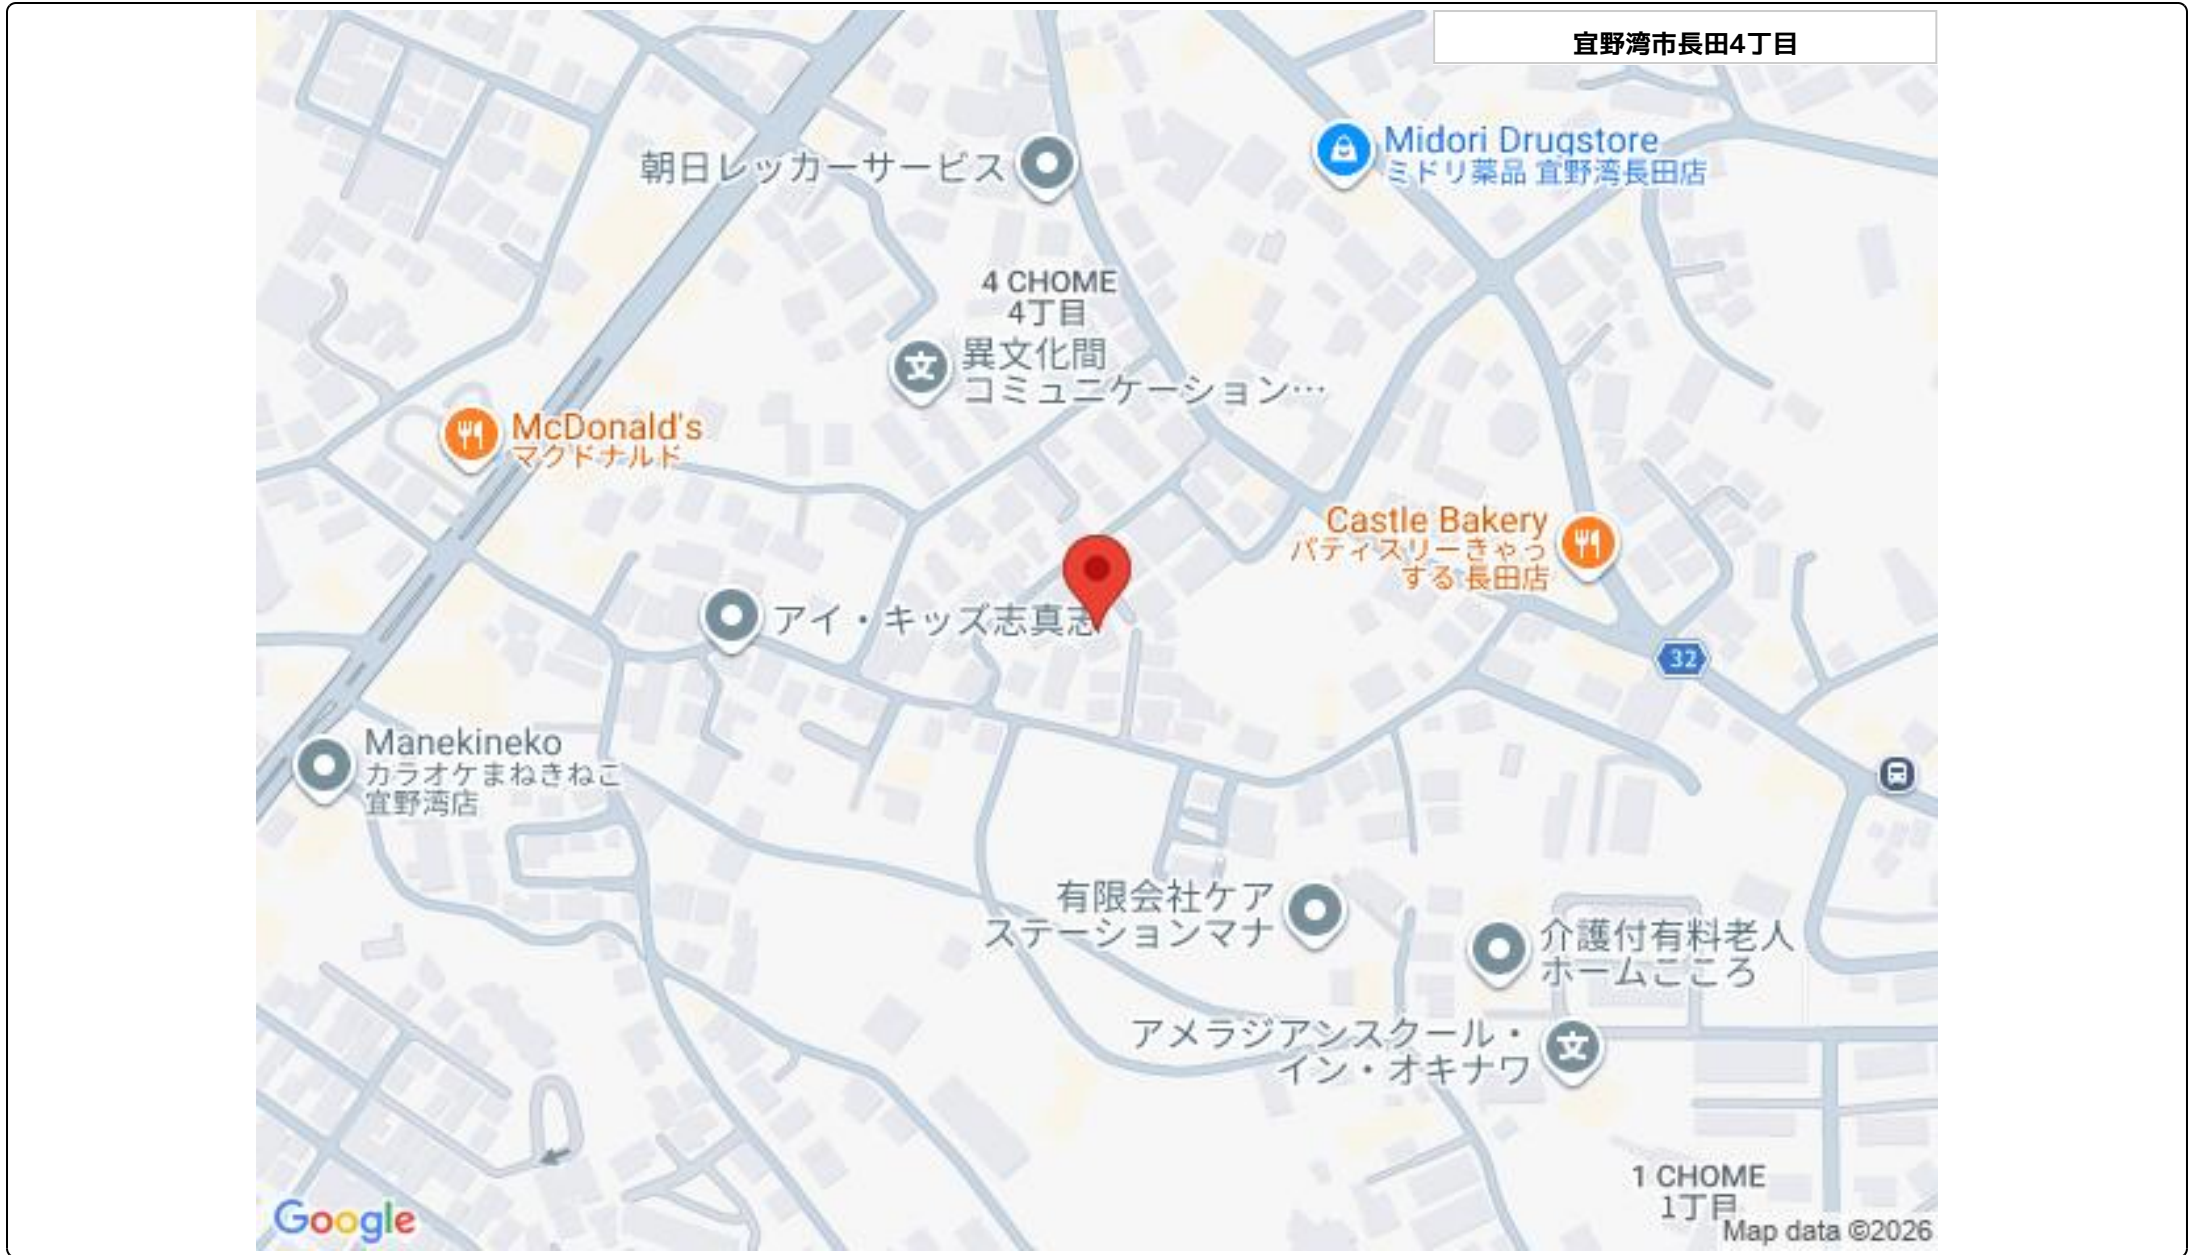 宜野湾市長田4丁目
Midori Drugstore
ミドリ薬品 宜野湾長田店
朝日レッカーサービス
4 CHOME
4丁目
異文化間
コミュニケーション…
McDonald's
マクドナルド
Castle Bakery
パティスリーきゃっ
する 長田店
アイ・キッズ志真志
32
Manekineko
カラオケまねきねこ
宜野湾店
有限会社ケア
ステーションマナ
介護付有料老人
ホームこころ
アメラジアンスクール・
イン・オキナワ
1 CHOME
1丁目
Google
Map data ©2026